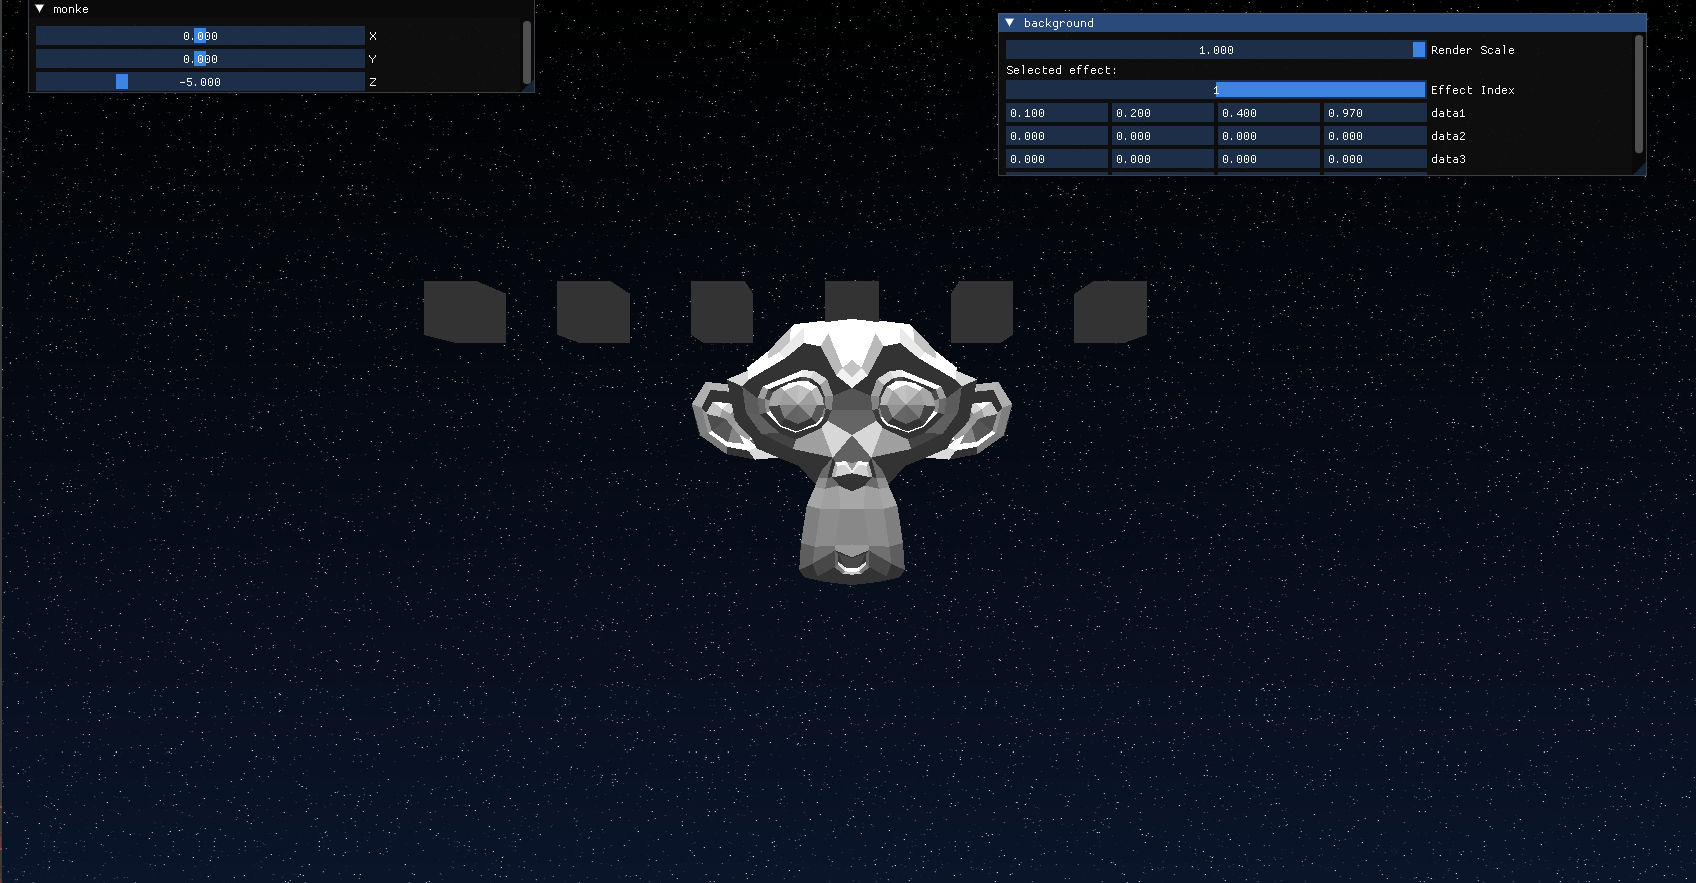 monke
0.000 X
0.000 Y
-5.000 Z
background
1.000 Render Scale
Selected effect:
1 Effect Index
0.100 0.200 0.400 0.970 data1
0.000 0.000 0.000 0.000 data2
0.000 0.000 0.000 0.000 data3